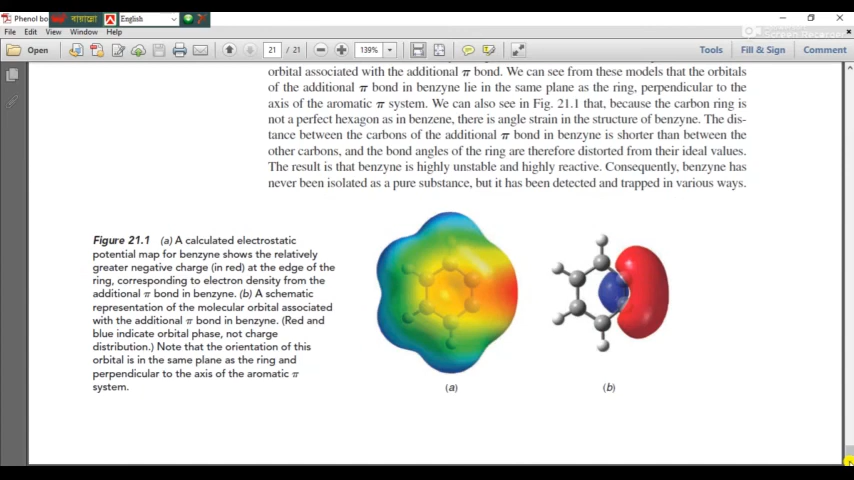 Phenol bo
বায়ান্নো
English
File Edit View Window Help
Open
21 / 21
139%
Tools
Fill & Sign
Comment
orbital associated with the additional π bond. We can see from these models that the orbitals
of the additional π bond in benzyne lie in the same plane as the ring, perpendicular to the
axis of the aromatic π system. We can also see in Fig. 21.1 that, because the carbon ring is
not a perfect hexagon as in benzene, there is angle strain in the structure of benzyne. The dis-
tance between the carbons of the additional π bond in benzyne is shorter than between the
other carbons, and the bond angles of the ring are therefore distorted from their ideal values.
The result is that benzyne is highly unstable and highly reactive. Consequently, benzyne has
never been isolated as a pure substance, but it has been detected and trapped in various ways.
Figure 21.1 (a) A calculated electrostatic
potential map for benzyne shows the relatively
greater negative charge (in red) at the edge of the
ring, corresponding to electron density from the
additional π bond in benzyne. (b) A schematic
representation of the molecular orbital associated
with the additional π bond in benzyne. (Red and
blue indicate orbital phase, not charge
distribution.) Note that the orientation of this
orbital is in the same plane as the ring and
perpendicular to the axis of the aromatic π
system.
(a)
(b)